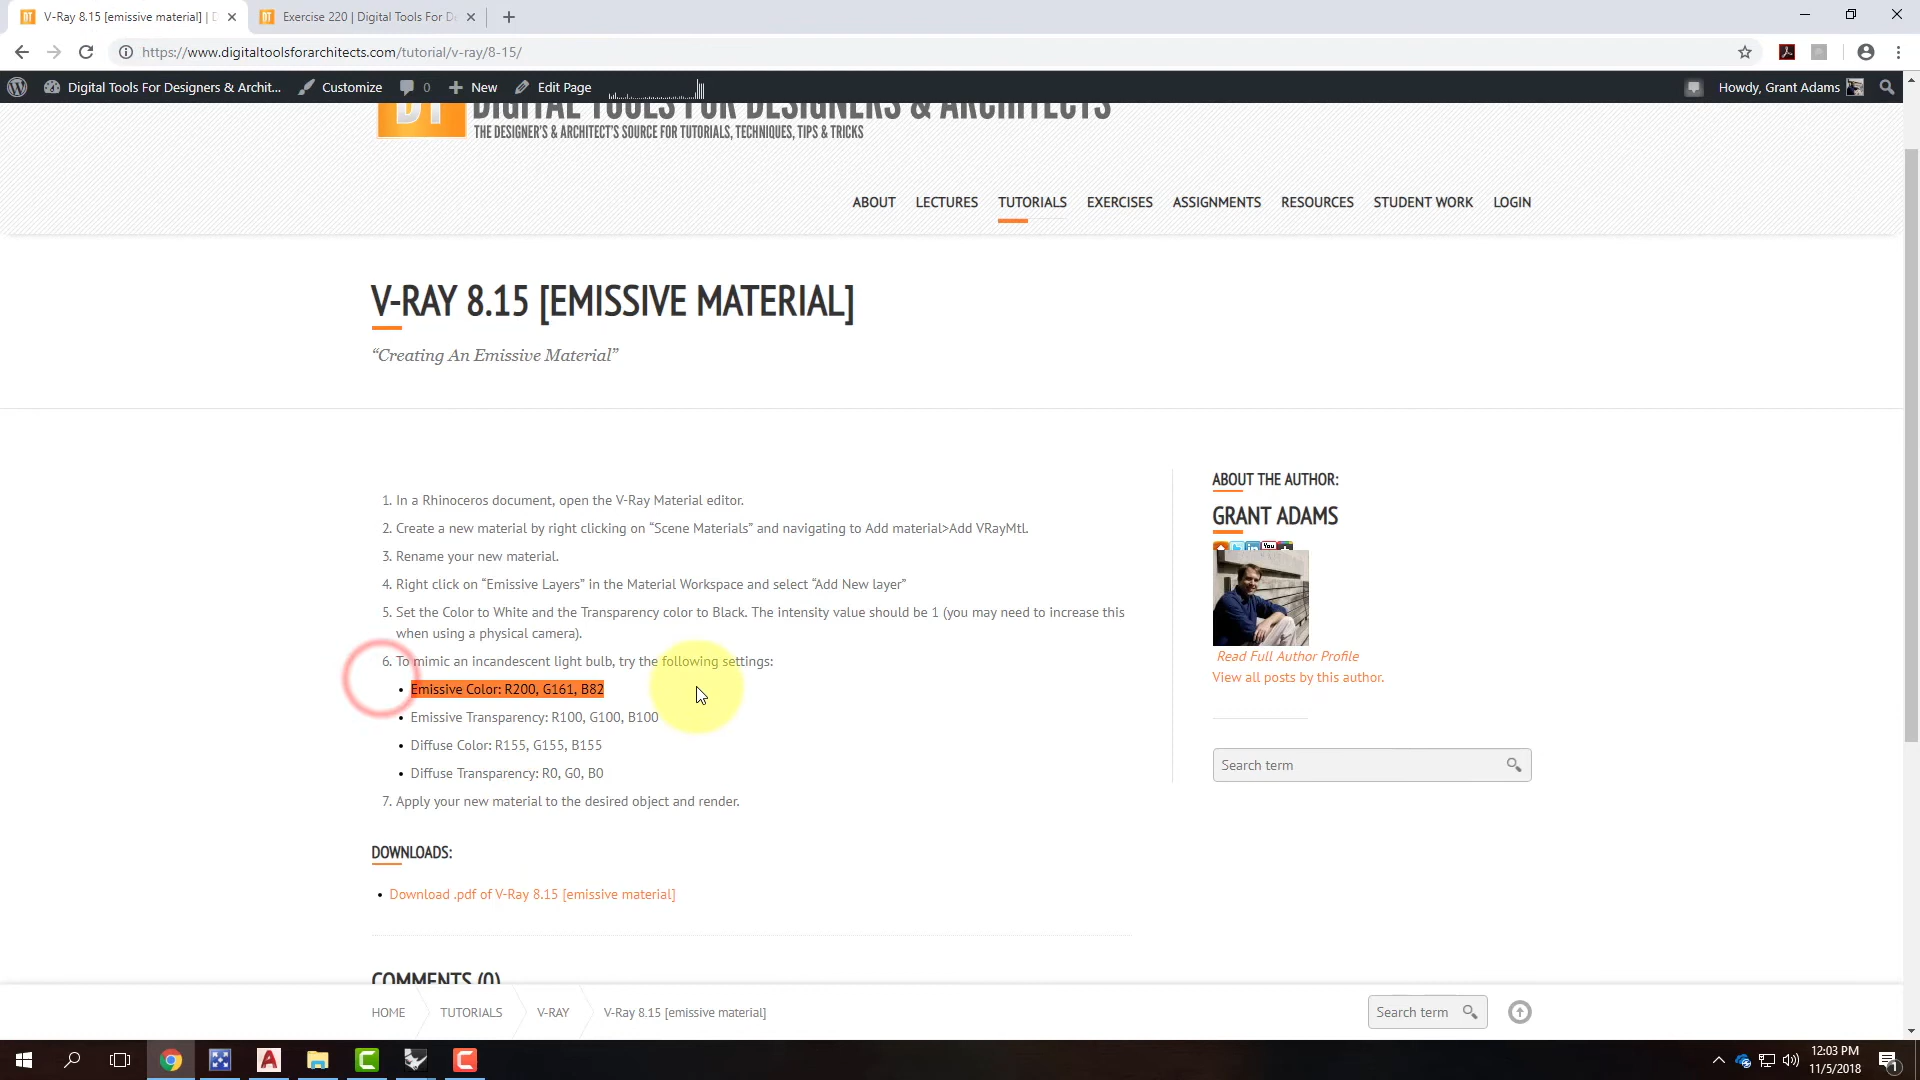 V-Ray 8.15 [emissive material] | D
Exercise 220 | Digital Tools For De
https://www.digitaltoolsforarchitects.com/tutorial/v-ray/8-15/
Digital Tools For Designers & Archit... Customize 0 New Edit Page Howdy, Grant Adams
DT DIGITAL TOOLS FOR DESIGNERS & ARCHITECTS
THE DESIGNER'S & ARCHITECT'S SOURCE FOR TUTORIALS, TECHNIQUES, TIPS & TRICKS
ABOUT LECTURES TUTORIALS EXERCISES ASSIGNMENTS RESOURCES STUDENT WORK LOGIN
V-RAY 8.15 [EMISSIVE MATERIAL]
“Creating An Emissive Material”
1. In a Rhinoceros document, open the V-Ray Material editor.
2. Create a new material by right clicking on “Scene Materials” and navigating to Add material>Add VRayMtl.
3. Rename your new material.
4. Right click on “Emissive Layers” in the Material Workspace and select “Add New layer”
5. Set the Color to White and the Transparency color to Black. The intensity value should be 1 (you may need to increase this
when using a physical camera).
6. To mimic an incandescent light bulb, try the following settings:
• Emissive Color: R200, G161, B82
• Emissive Transparency: R100, G100, B100
• Diffuse Color: R155, G155, B155
• Diffuse Transparency: R0, G0, B0
7. Apply your new material to the desired object and render.
DOWNLOADS:
• Download .pdf of V-Ray 8.15 [emissive material]
COMMENTS (0)
ABOUT THE AUTHOR:
GRANT ADAMS
You
Read Full Author Profile
View all posts by this author.
Search term
HOME TUTORIALS V-RAY V-Ray 8.15 [emissive material]
Search term
12:03 PM
11/5/2018
1